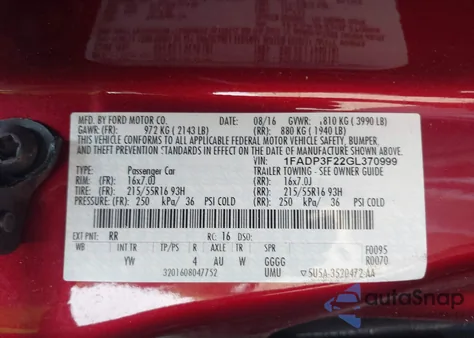 MFD. BY FORD MOTOR CO. DATE: 08/16 GVWR: 1810 KG ( 3990 LB)
GAWR: (FR): 972 KG ( 2143 LB) (RR): 880 KG ( 1940 LB)
THIS VEHICLE CONFORMS TO ALL APPLICABLE FEDERAL MOTOR VEHICLE SAFETY, BUMPER,
AND THEFT PREVENTION STANDARDS IN EFFECT ON THE DATE OF MANUFACTURE SHOWN ABOVE.
VIN: 1FADP3F22GL370999
TYPE: Passenger Car TRAILER TOWING - SEE OWNER GUIDE
RIM: (FR): 16x7.0J (RR): 16x7.0J
TIRE: (FR): 215/55R16 93H (RR): 215/55R16 93H
PRESSURE: (FR): 250 kPa/ 36 PSI COLD (RR): 250 kPa/ 36 PSI COLD
EXT PNT: RR RC: 16 DSO:
WB INT TR TP/PS R AXLE TR SPR F0095
YW 4 AU W GGGG R0070
3201608047752 UMU
AutoSnap